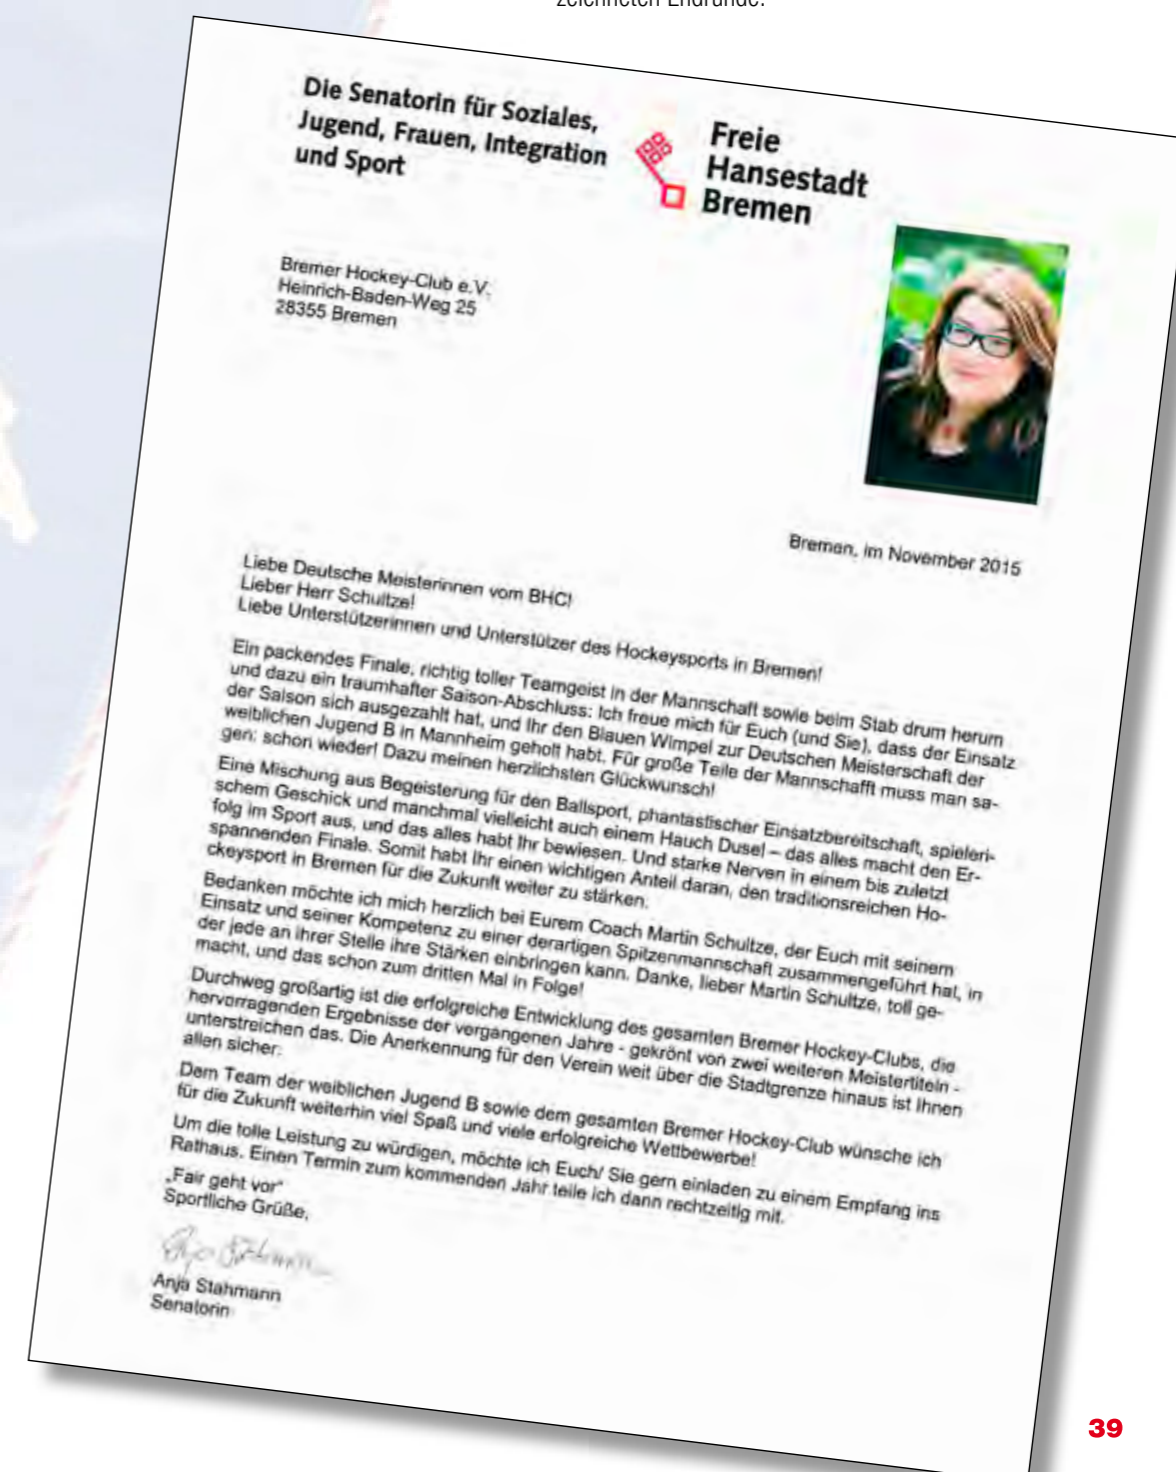 zeichneten Endrunde.
Die Senatorin für Soziales,
Jugend, Frauen, Integration
und Sport
Freie
Hansestadt
Bremen
Bremer Hockey-Club e.V.
Heinrich-Baden-Weg 25
28355 Bremen
Bremen, im November 2015
Liebe Deutsche Meisterinnen vom BHC!
Lieber Herr Schultze!
Liebe Unterstützerinnen und Unterstützer des Hockeysports in Bremen!
Ein packendes Finale, richtig toller Teamgeist in der Mannschaft sowie beim Stab drum herum
und dazu ein traumhafter Saison-Abschluss: Ich freue mich für Euch (und Sie), dass der Einsatz
der Saison sich ausgezahlt hat, und Ihr den Blauen Wimpel zur Deutschen Meisterschaft der
weiblichen Jugend B in Mannheim geholt habt. Für große Teile der Mannschafft muss man sa-
gen: schon wieder! Dazu meinen herzlichsten Glückwunsch!
Eine Mischung aus Begeisterung für den Ballsport, phantastischer Einsatzbereitschaft, spieleri-
schem Geschick und manchmal vielleicht auch einem Hauch Dusel – das alles macht den Er-
folg im Sport aus, und das alles habt Ihr bewiesen. Und starke Nerven in einem bis zuletzt
spannenden Finale. Somit habt Ihr einen wichtigen Anteil daran, den traditionsreichen Ho-
ckeysport in Bremen für die Zukunft weiter zu stärken.
Bedanken möchte ich mich herzlich bei Eurem Coach Martin Schultze, der Euch mit seinem
Einsatz und seiner Kompetenz zu einer derartigen Spitzenmannschaft zusammengeführt hat, in
der jede an ihrer Stelle ihre Stärken einbringen kann. Danke, lieber Martin Schultze, toll ge-
macht, und das schon zum dritten Mal in Folge!
Durchweg großartig ist die erfolgreiche Entwicklung des gesamten Bremer Hockey-Clubs, die
hervorragenden Ergebnisse der vergangenen Jahre - gekrönt von zwei weiteren Meistertiteln -
unterstreichen das. Die Anerkennung für den Verein weit über die Stadtgrenze hinaus ist Ihnen
allen sicher.
Dem Team der weiblichen Jugend B sowie dem gesamten Bremer Hockey-Club wünsche ich
für die Zukunft weiterhin viel Spaß und viele erfolgreiche Wettbewerbe!
Um die tolle Leistung zu würdigen, möchte ich Euch/ Sie gern einladen zu einem Empfang ins
Rathaus. Einen Termin zum kommenden Jahr teile ich dann rechtzeitig mit.
„Fair geht vor“
Sportliche Grüße,
Anja Stahmann
Anja Stahmann
Senatorin
39